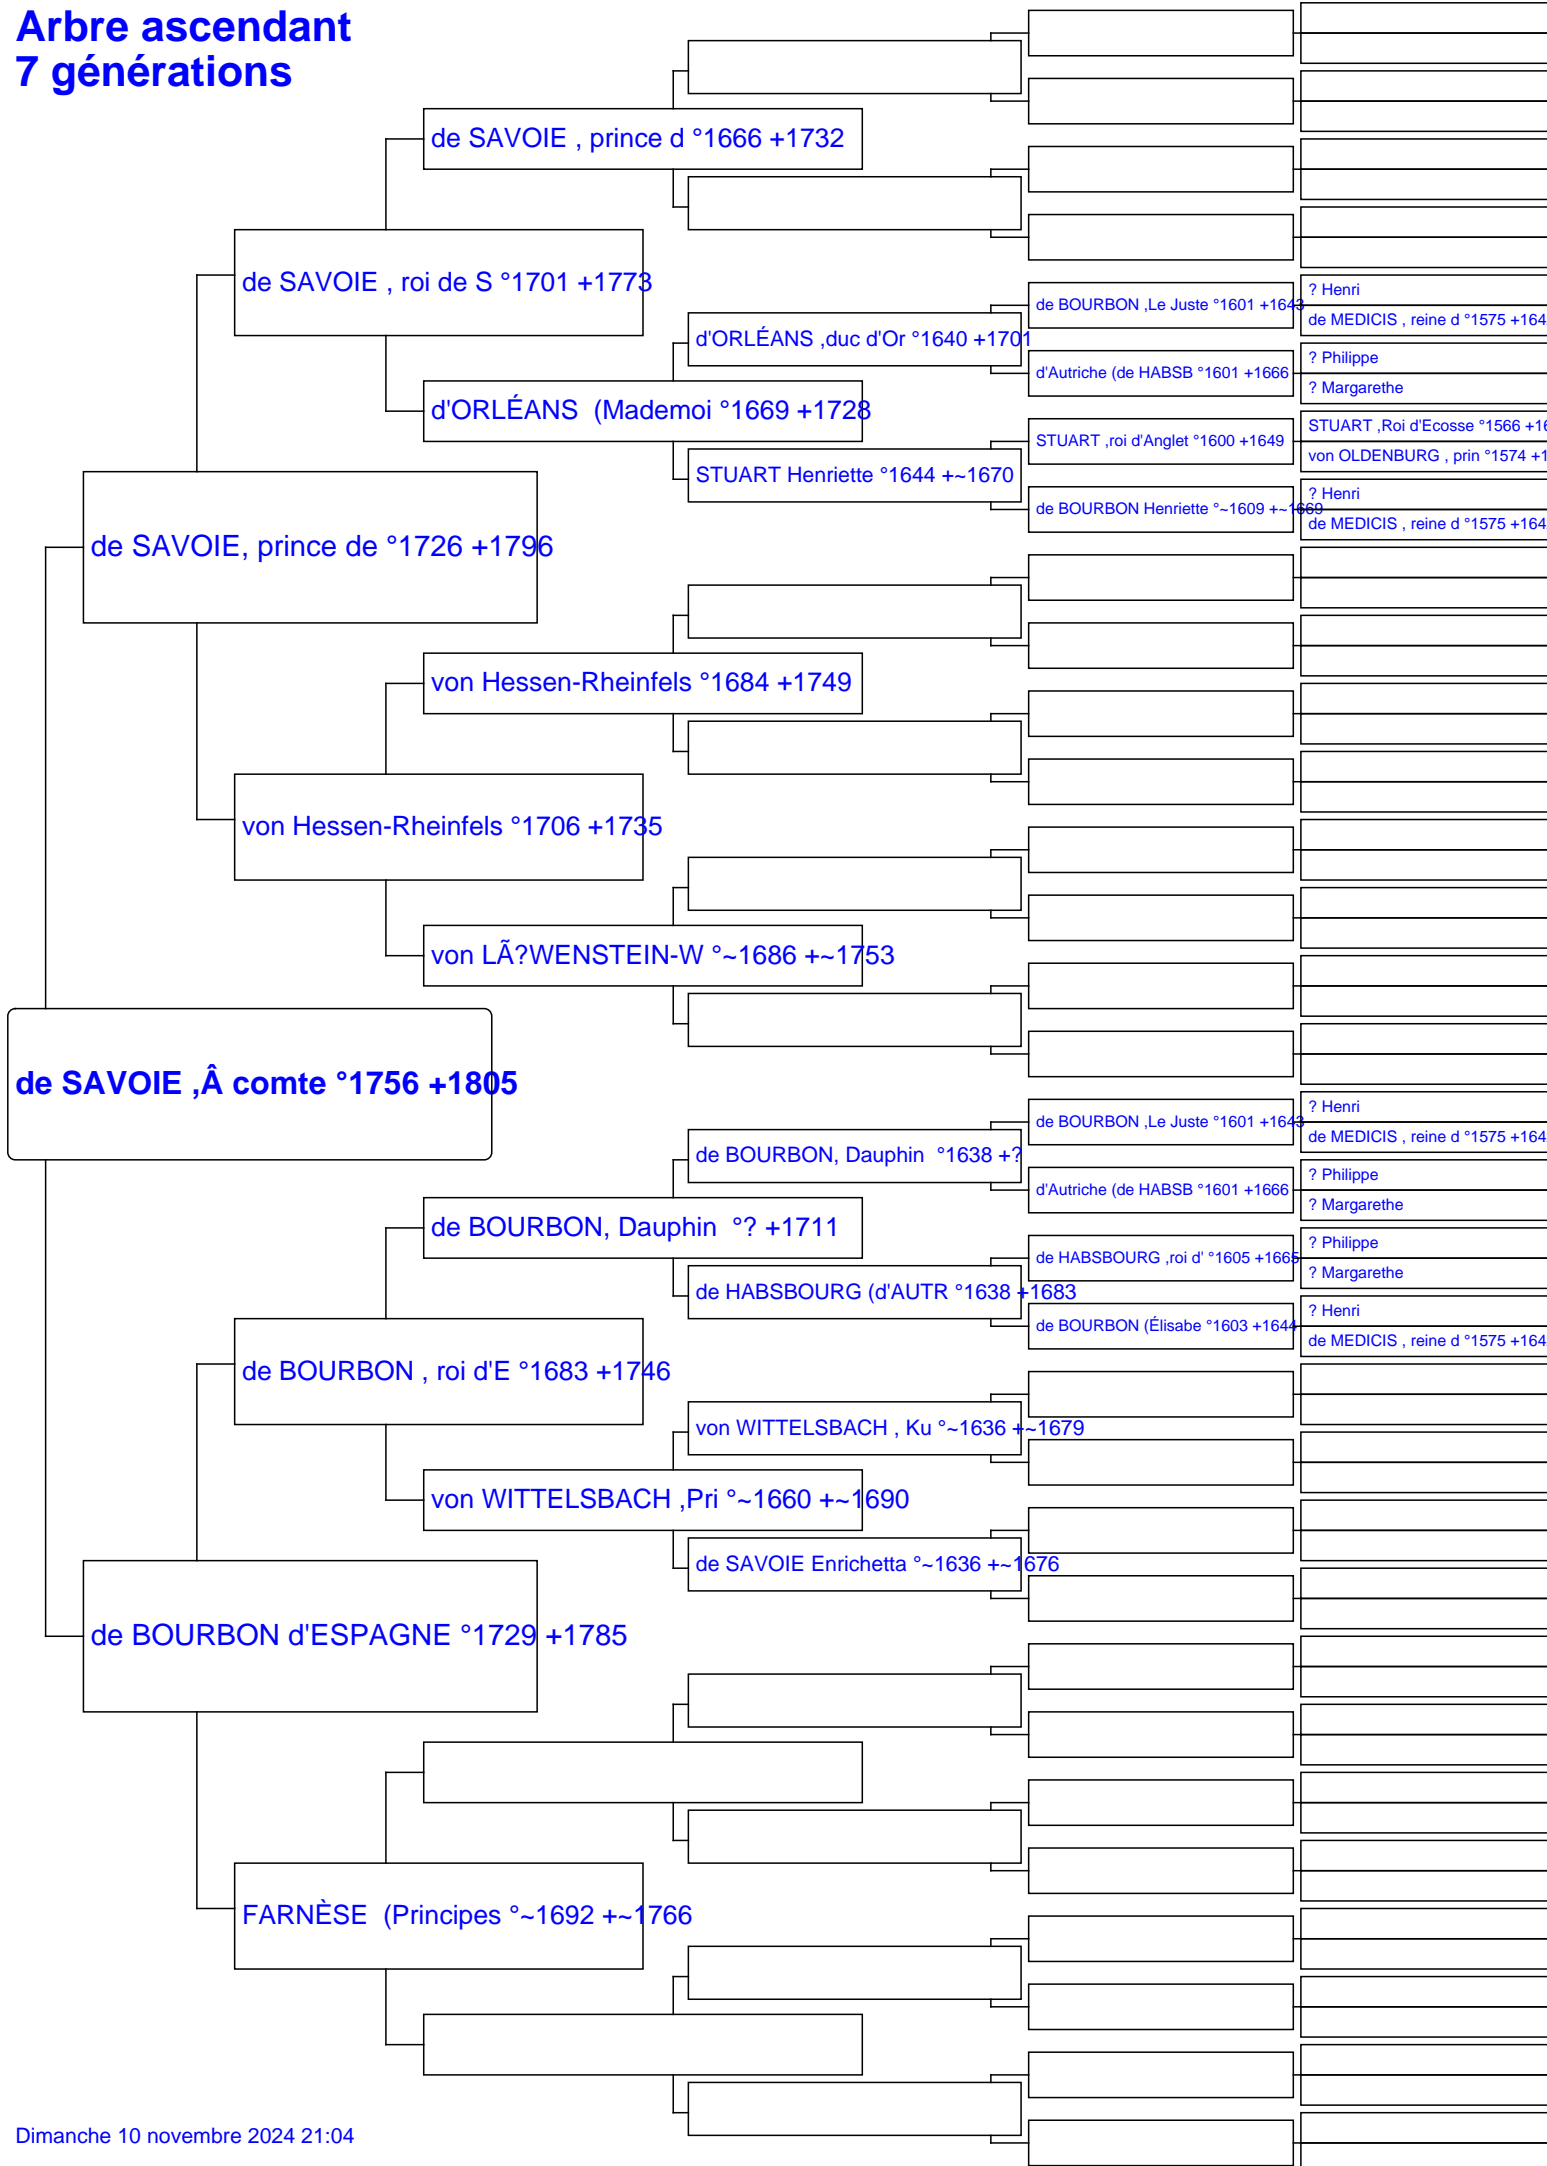 Arbre ascendant
7 générations
de SAVOIE , prince d °1666 +1732
de SAVOIE , roi de S °1701 +1773
de BOURBON ,Le Juste °1601 +1643
? Henri
de MEDICIS , reine d °1575 +164
d'ORLÉANS ,duc d'Or °1640 +1701
d'Autriche (de HABSB °1601 +1666
? Philippe
? Margarethe
d'ORLÉANS  (Mademoi °1669 +1728
STUART ,roi d'Anglet °1600 +1649
STUART ,Roi d'Ecosse °1566 +16
von OLDENBURG , prin °1574 +1
STUART Henriette °1644 +~1670
de BOURBON Henriette °~1609 +~1669
? Henri
de MEDICIS , reine d °1575 +164
de SAVOIE, prince de °1726 +1796
von Hessen-Rheinfels °1684 +1749
von Hessen-Rheinfels °1706 +1735
von LÃ?WENSTEIN-W °~1686 +~1753
de SAVOIE ,Â comte °1756 +1805
de BOURBON ,Le Juste °1601 +1643
? Henri
de MEDICIS , reine d °1575 +164
de BOURBON, Dauphin  °1638 +?
d'Autriche (de HABSB °1601 +1666
? Philippe
? Margarethe
de BOURBON, Dauphin  °? +1711
de HABSBOURG ,roi d' °1605 +1665
? Philippe
? Margarethe
de HABSBOURG (d'AUTR °1638 +1683
de BOURBON (Élisabe °1603 +1644
? Henri
de MEDICIS , reine d °1575 +164
de BOURBON , roi d'E °1683 +1746
von WITTELSBACH , Ku °~1636 +~1679
von WITTELSBACH ,Pri °~1660 +~1690
de SAVOIE Enrichetta °~1636 +~1676
de BOURBON d'ESPAGNE °1729 +1785
FARNÈSE  (Principes °~1692 +~1766
Dimanche 10 novembre 2024 21:04